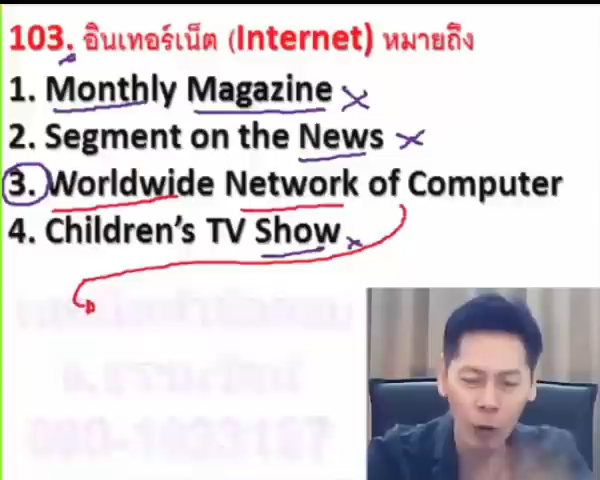 103. อินเทอร์เน็ต (Internet) หมายถึง
1. Monthly Magazine
2. Segment on the News
3. Worldwide Network of Computer
4. Children's TV Show